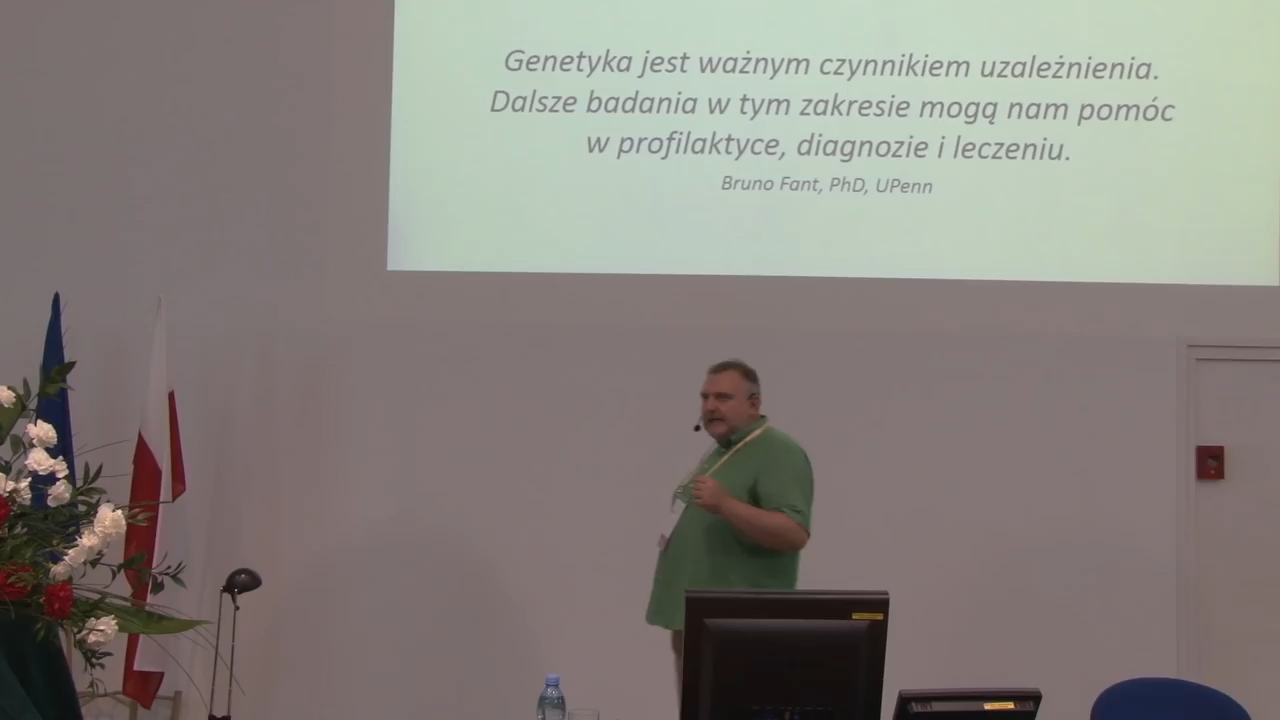 Genetyka jest ważnym czynnikiem uzależnienia.
Dalsze badania w tym zakresie mogą nam pomóc
w profilaktyce, diagnozie i leczeniu.
Bruno Fant, PhD, UPenn